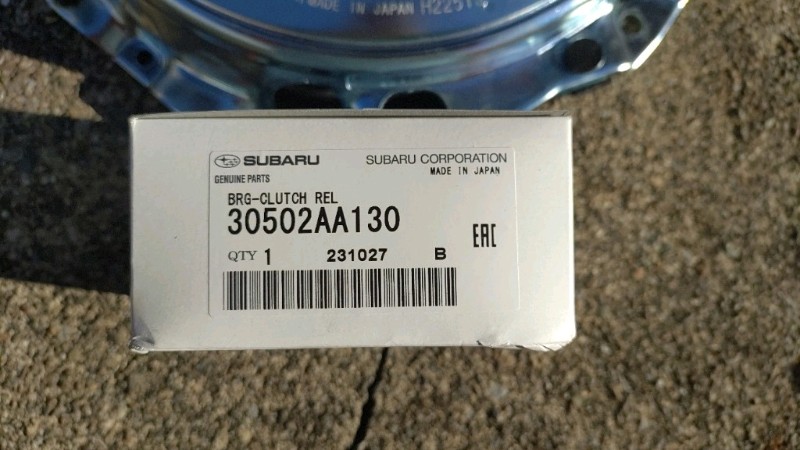 MADE IN JAPAN
SUBARU SUBARU CORPORATION
GENUINE PARTS MADE IN JAPAN
BRG-CLUTCH REL
30502AA130
EAC
QTY 1 231027 B